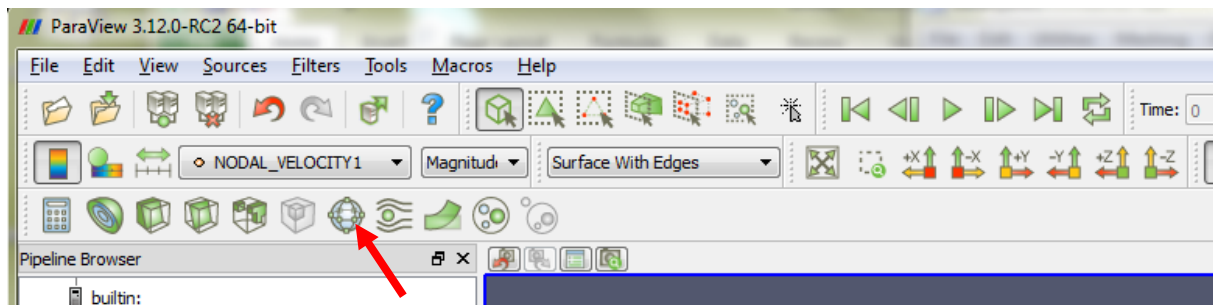 ParaView 3.12.0-RC2 64-bit
File Edit View Sources Filters Tools Macros Help
? Time: 0
NODAL_VELOCITY1 Magnitud Surface With Edges +X -X +Y -Y +Z -Z
Pipeline Browser
builtin: